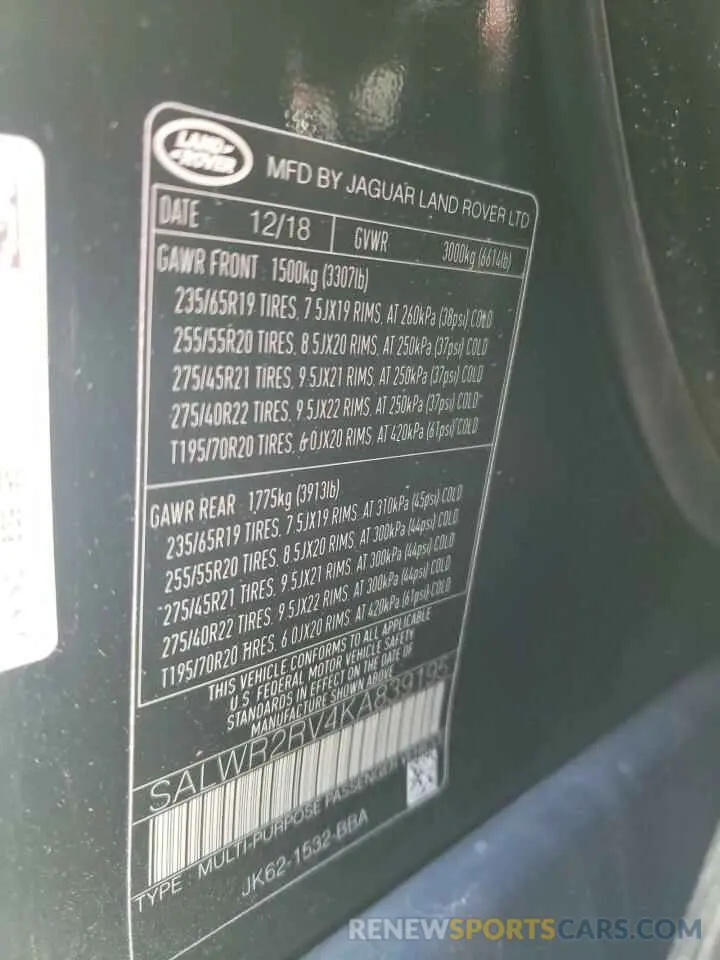 LAND ROVER
MFD BY JAGUAR LAND ROVER LTD
DATE 12/18 GVWR 3000kg (6614lb)
GAWR FRONT 1500kg (3307lb)
235/65R19 TIRES, 7.5JX19 RIMS, AT 260kPa (38psi) COLD
255/55R20 TIRES, 8.5JX20 RIMS, AT 250kPa (37psi) COLD
275/45R21 TIRES, 9.5JX21 RIMS, AT 250kPa (37psi) COLD
275/40R22 TIRES, 9.5JX22 RIMS, AT 250kPa (37psi) COLD
T195/70R20 TIRES, 6.0JX20 RIMS, AT 420kPa (61psi) COLD
GAWR REAR 1775kg (3913lb)
235/65R19 TIRES, 7.5JX19 RIMS, AT 310kPa (45psi) COLD
255/55R20 TIRES, 8.5JX20 RIMS, AT 300kPa (44psi) COLD
275/45R21 TIRES, 9.5JX21 RIMS, AT 300kPa (44psi) COLD
275/40R22 TIRES, 9.5JX22 RIMS, AT 300kPa (44psi) COLD
T195/70R20 TIRES, 6.0JX20 RIMS, AT 420kPa (61psi) COLD
THIS VEHICLE CONFORMS TO ALL APPLICABLE
U.S. FEDERAL MOTOR VEHICLE SAFETY
STANDARDS IN EFFECT ON THE DATE OF
MANUFACTURE SHOWN ABOVE
SALWR2RV4KA839195
TYPE MULTI-PURPOSE PASSENGER VEHICLE
JK62-1532-BBA
RENEWSPORTSCARS.COM